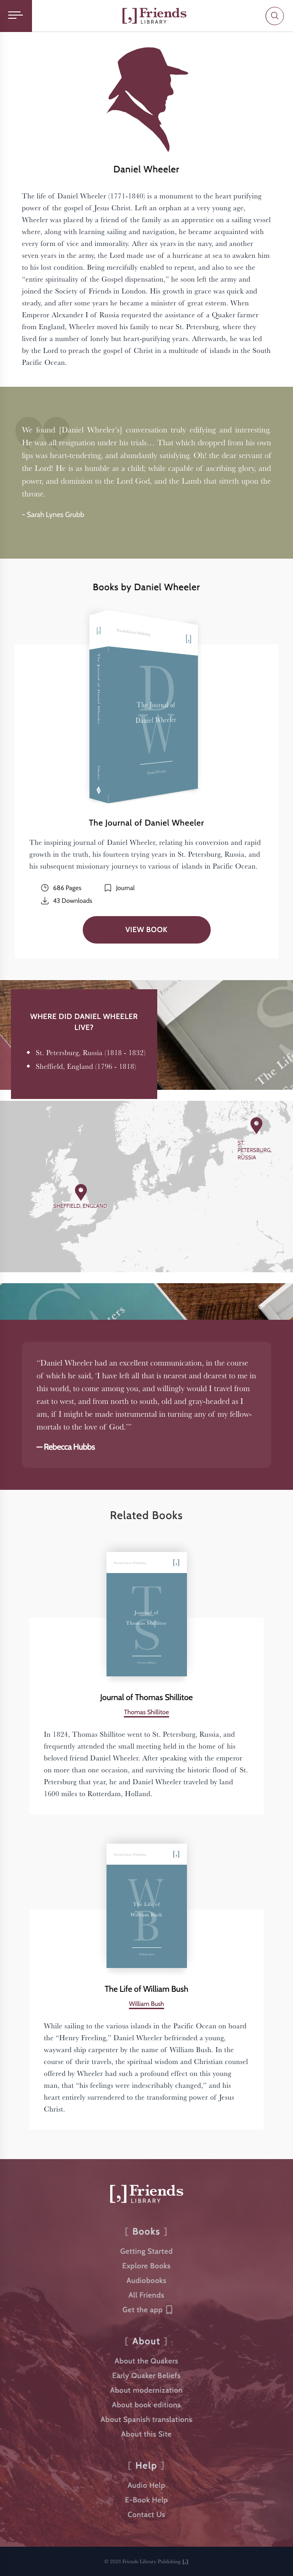 [,] Friends
LIBRARY
Daniel Wheeler
The life of Daniel Wheeler (1771-1840) is a monument to the heart purifying
power of the gospel of Jesus Christ. Left an orphan at a very young age,
Wheeler was placed by a friend of the family as an apprentice on a sailing vessel
where, along with learning sailing and navigation, he became acquainted with
every form of vice and immorality. After six years in the navy, and another
seven years in the army, the Lord made use of a hurricane at sea to awaken him
to his lost condition. Being mercifully enabled to repent, and also to see the
“entire spirituality of the Gospel dispensation,” he soon left the army and
joined the Society of Friends in London. His growth in grace was quick and
steady, and after some years he became a minister of great esteem. When
Emperor Alexander I of Russia requested the assistance of a Quaker farmer
from England, Wheeler moved his family to near St. Petersburg, where they
lived for a number of lonely but heart-purifying years. Afterwards, he was led
by the Lord to preach the gospel of Christ in a multitude of islands in the South
Pacific Ocean.
We found [Daniel Wheeler's] conversation truly edifying and interesting.
He was all resignation under his trials… That which dropped from his own
lips was heart-tendering, and abundantly satisfying. Oh! the dear servant of
the Lord! He is as humble as a child; while capable of ascribing glory, and
power, and dominion to the Lord God, and the Lamb that sitteth upon the
throne.
- Sarah Lynes Grubb
Books by Daniel Wheeler
[,]
[,]
The Journal of Daniel Wheeler
DW
The Journal of
Daniel Wheeler
The Journal of Daniel Wheeler
The inspiring journal of Daniel Wheeler, relating his conversion and rapid
growth in the truth, his fourteen trying years in St. Petersburg, Russia, and
his subsequent missionary journeys to various of islands in Pacific Ocean.
686 Pages
Journal
43 Downloads
VIEW BOOK
WHERE DID DANIEL WHEELER
LIVE?
• St. Petersburg, Russia (1818 - 1832)
• Sheffield, England (1796 - 1818)
The Life
ST.
PETERSBURG,
RUSSIA
SHEFFIELD, ENGLAND
“Daniel Wheeler had an excellent communication, in the course
of which he said, ‘I have left all that is nearest and dearest to me in
this world, to come among you, and willingly would I travel from
east to west, and from north to south, old and gray-headed as I
am, if I might be made instrumental in turning any of my fellow-
mortals to the love of God.’”
— Rebecca Hubbs
Related Books
[,]
TS
Journal of
Thomas Shillitoe
Journal of Thomas Shillitoe
Thomas Shillitoe
In 1824, Thomas Shillitoe went to St. Petersburg, Russia, and
frequently attended the small meeting held in the home of his
beloved friend Daniel Wheeler. After speaking with the emperor
on more than one occasion, and surviving the historic flood of St.
Petersburg that year, he and Daniel Wheeler traveled by land
1600 miles to Rotterdam, Holland.
[,]
WB
The Life of
William Bush
The Life of William Bush
William Bush
While sailing to the various islands in the Pacific Ocean on board
the “Henry Freeling,” Daniel Wheeler befriended a young,
wayward ship carpenter by the name of William Bush. In the
course of their travels, the spiritual wisdom and Christian counsel
offered by Wheeler had such a profound effect on this young
man, that “his feelings were indescribably changed,” and his
heart entirely surrendered to the transforming power of Jesus
Christ.
[,] Friends
LIBRARY
[ Books ]
Getting Started
Explore Books
Audiobooks
All Friends
Get the app
[ About ]
About the Quakers
Early Quaker Beliefs
About modernization
About book editions
About Spanish translations
About this Site
[ Help ]
Audio Help
E-Book Help
Contact Us
© 2023 Friends Library Publishing [,]